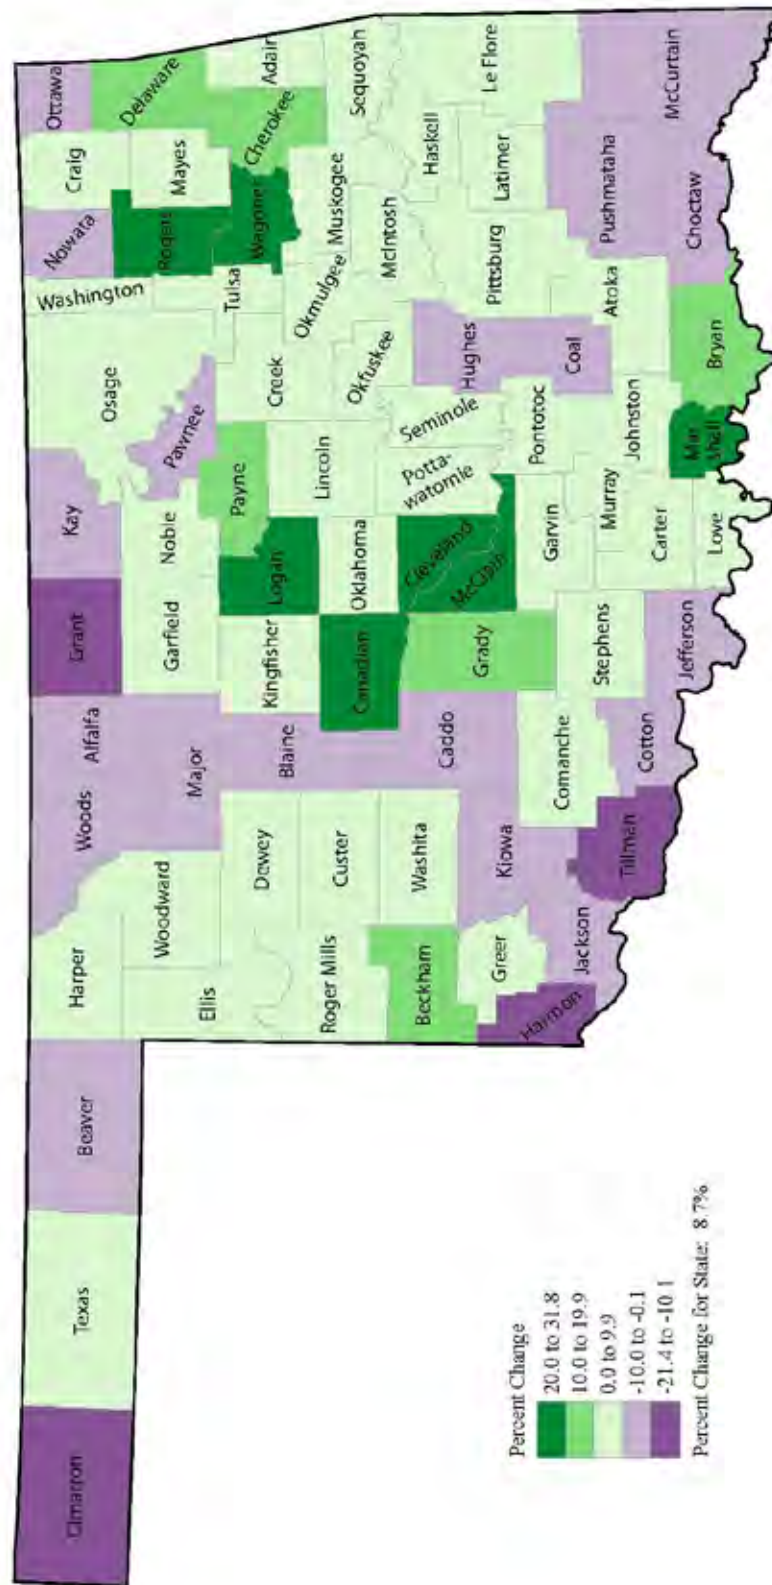 Cimarron
Texas
Beaver
Harper
Woods
Alfalfa
Grant
Kay
Osage
Washington
Nowata
Craig
Ottawa
Ellis
Woodward
Major
Garfield
Noble
Pawnee
Rogers
Mayes
Delaware
Roger Mills
Dewey
Blaine
Kingfisher
Logan
Payne
Creek
Tulsa
Wagoner
Cherokee
Adair
Custer
Canadian
Oklahoma
Lincoln
Okfuskee
Okmulgee
Muskogee
Sequoyah
Beckham
Washita
Caddo
Grady
Cleveland
McClain
Potta-
watomie
Seminole
Hughes
McIntosh
Haskell
Le Flore
Harmon
Greer
Kiowa
Comanche
Stephens
Garvin
Pontotoc
Coal
Pittsburg
Latimer
Jackson
Tillman
Cotton
Jefferson
Carter
Murray
Johnston
Atoka
Pushmataha
McCurtain
Love
Mar
shall
Bryan
Choctaw
Percent Change
20.0 to 31.8
10.0 to 19.9
0.0 to 9.9
-10.0 to -0.1
-21.4 to -10.1
Percent Change for State: 8.7%